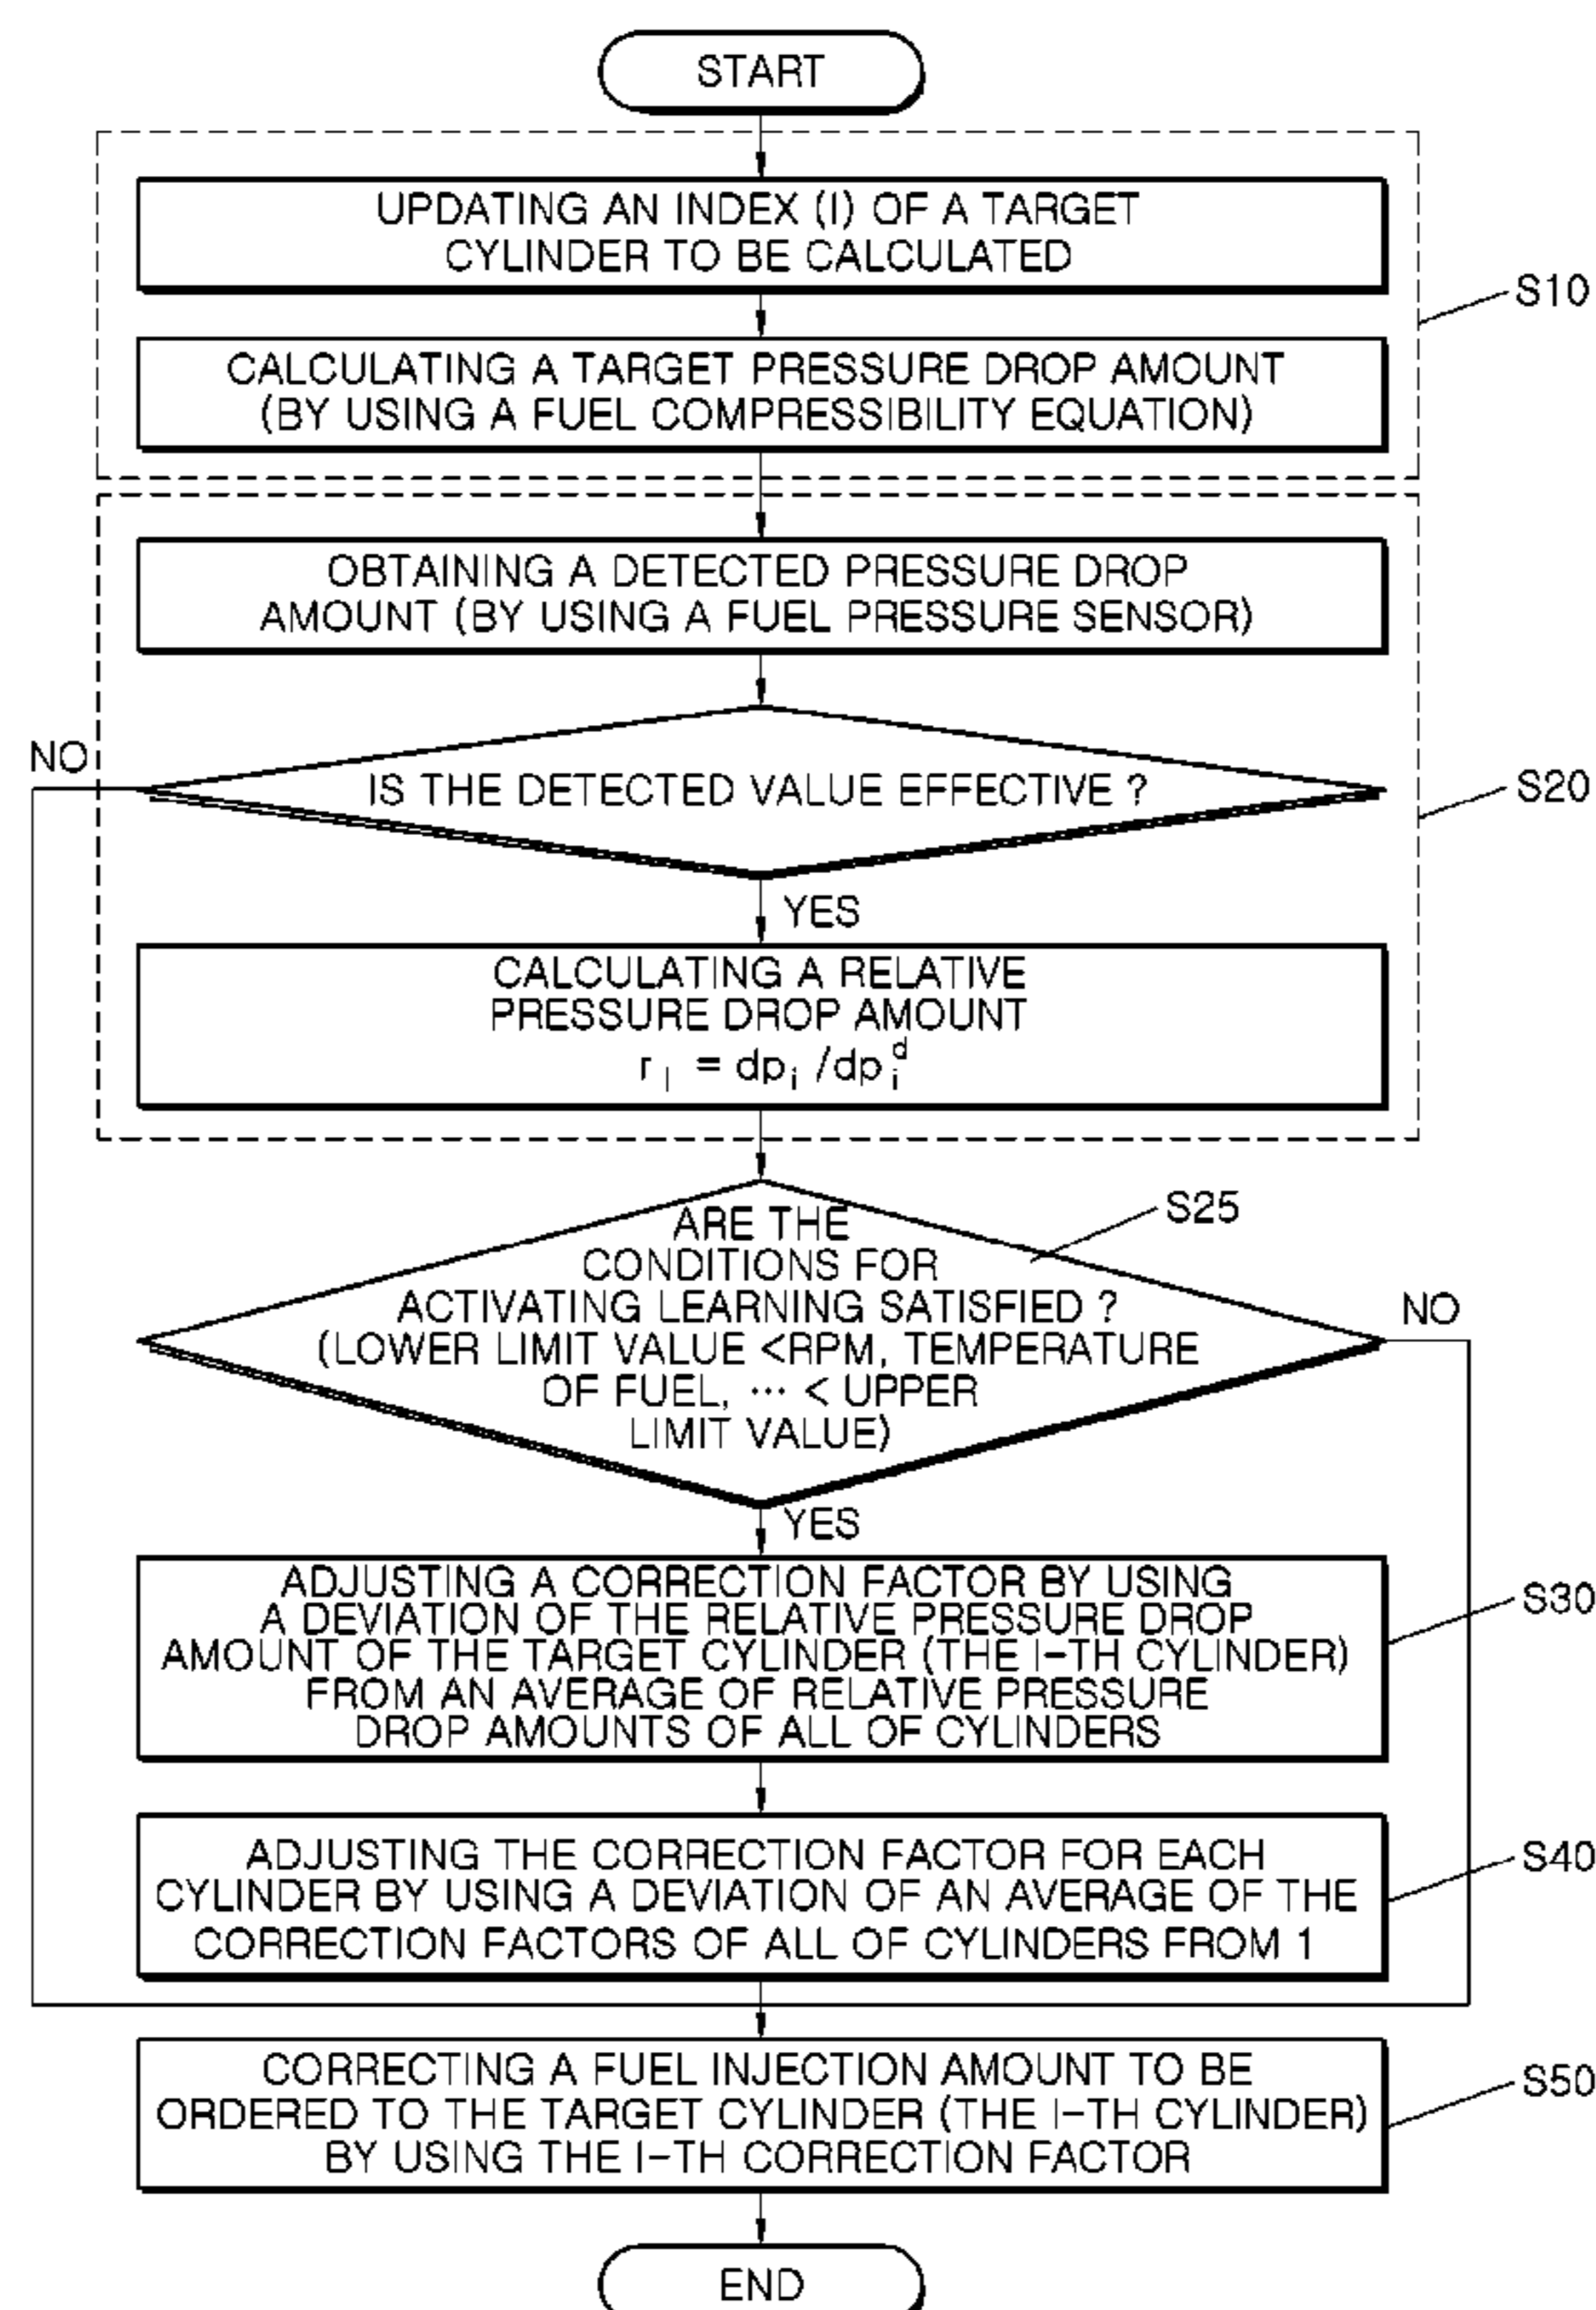 START
UPDATING AN INDEX (I) OF A TARGET
CYLINDER TO BE CALCULATED
S10
CALCULATING A TARGET PRESSURE DROP AMOUNT
(BY USING A FUEL COMPRESSIBILITY EQUATION)
OBTAINING A DETECTED PRESSURE DROP
AMOUNT (BY USING A FUEL PRESSURE SENSOR)
NO
IS THE DETECTED VALUE EFFECTIVE ?
S20
YES
CALCULATING A RELATIVE
PRESSURE DROP AMOUNT
r_I = dp_i /dp_i^d
S25
ARE THE
CONDITIONS FOR
ACTIVATING LEARNING SATISFIED ?
(LOWER LIMIT VALUE <RPM, TEMPERATURE
OF FUEL, ··· < UPPER
LIMIT VALUE)
NO
YES
ADJUSTING A CORRECTION FACTOR BY USING
A DEVIATION OF THE RELATIVE PRESSURE DROP
AMOUNT OF THE TARGET CYLINDER (THE I-TH CYLINDER)
FROM AN AVERAGE OF RELATIVE PRESSURE
DROP AMOUNTS OF ALL OF CYLINDERS
S30
ADJUSTING THE CORRECTION FACTOR FOR EACH
CYLINDER BY USING A DEVIATION OF AN AVERAGE OF THE
CORRECTION FACTORS OF ALL OF CYLINDERS FROM 1
S40
CORRECTING A FUEL INJECTION AMOUNT TO BE
ORDERED TO THE TARGET CYLINDER (THE I-TH CYLINDER)
BY USING THE I-TH CORRECTION FACTOR
S50
END